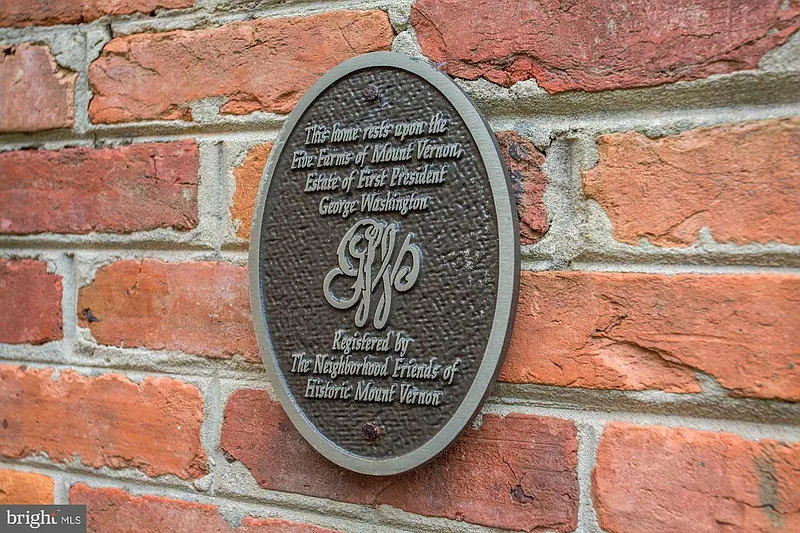 This home rests upon the
Five Farms of Mount Vernon,
Estate of First President
George Washington
GW
Registered by
The Neighborhood Friends of
Historic Mount Vernon
bright MLS